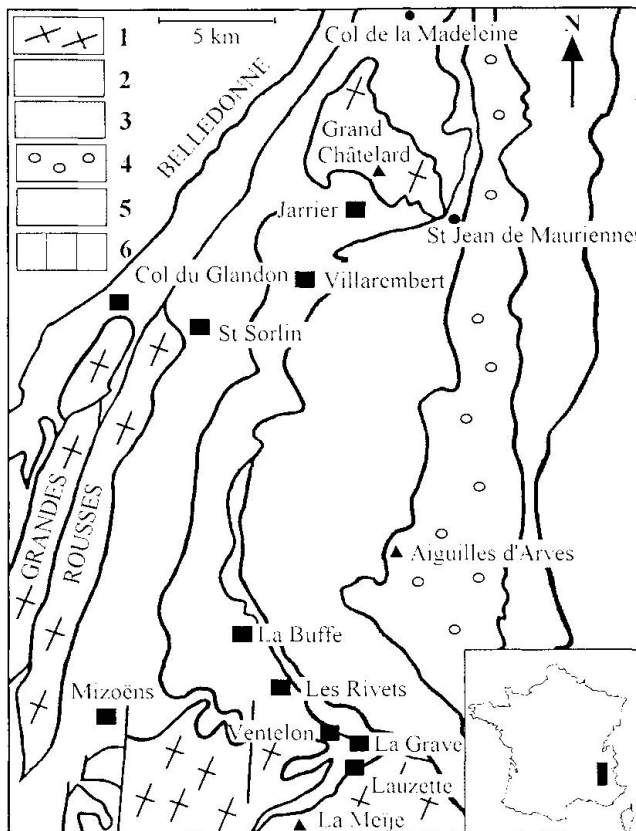 1
2
3
4
5
6
5 km
Col de la Madeleine
N
BELLEDONNE
Grand
Châtelard
Jarrier
St Jean de Mauriennes
Col du Glandon
Villarembert
St Sorlin
GRANDES
ROUSSES
Aiguilles d'Arves
La Buffe
Mizoëns
Les Rivets
Ventelon
La Grave
Lauzette
La Meije